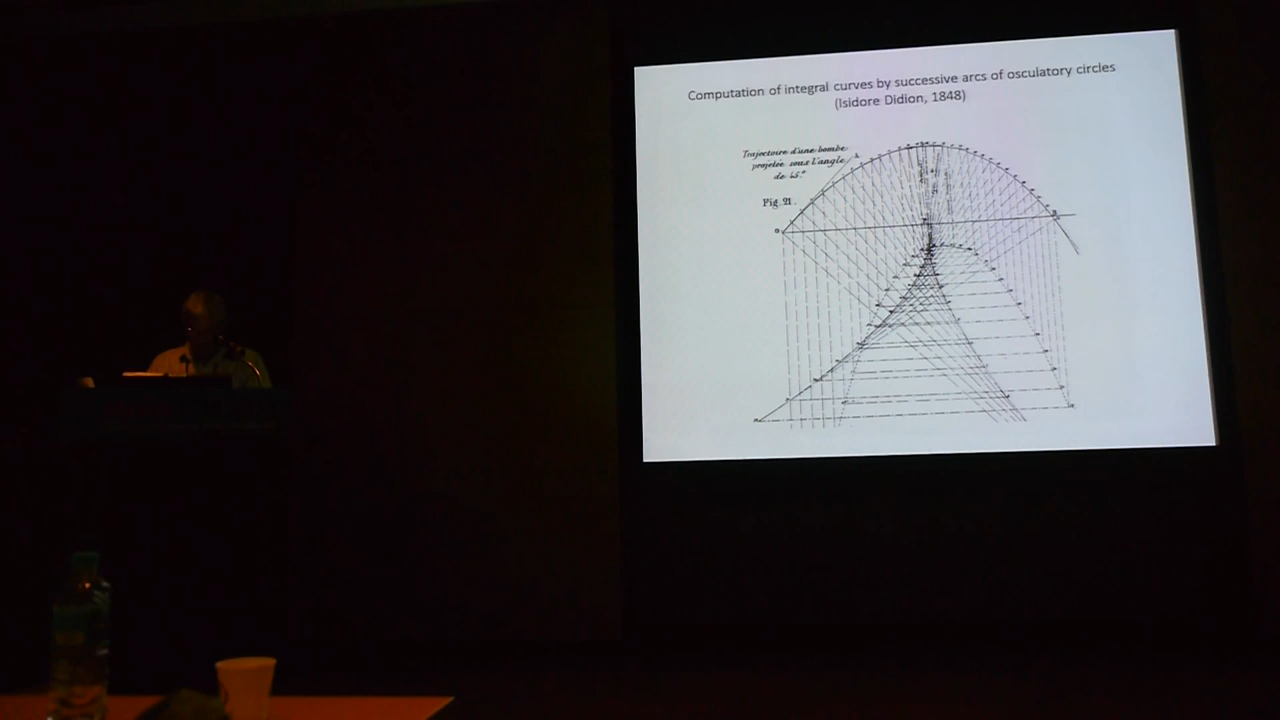 Computation of integral curves by successive arcs of osculatory circles
(Isidore Didion, 1848)
Trajectoire d'une bombe
projetée sous l'angle
de 45.°
Fig. 21.